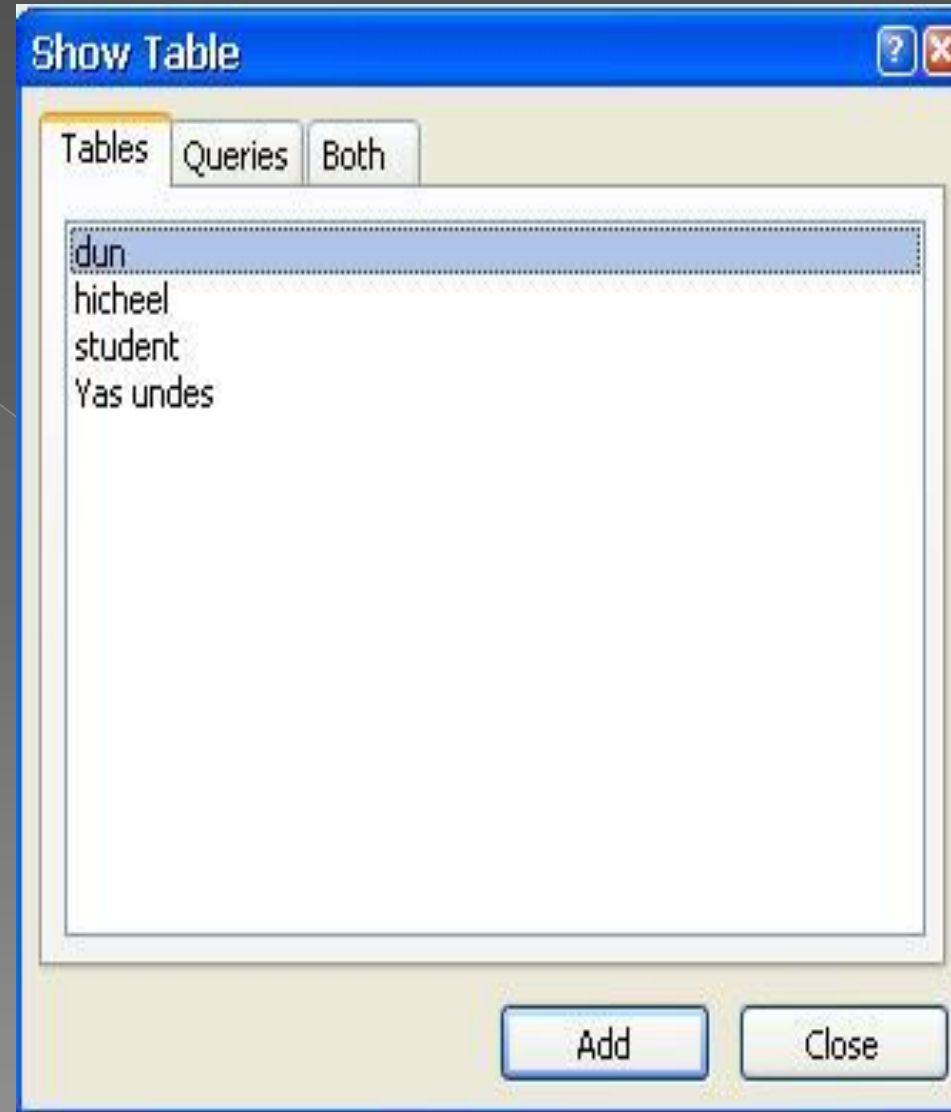 Show Table
Tables Queries Both
dun
hicheel
student
Yas undes
Add Close